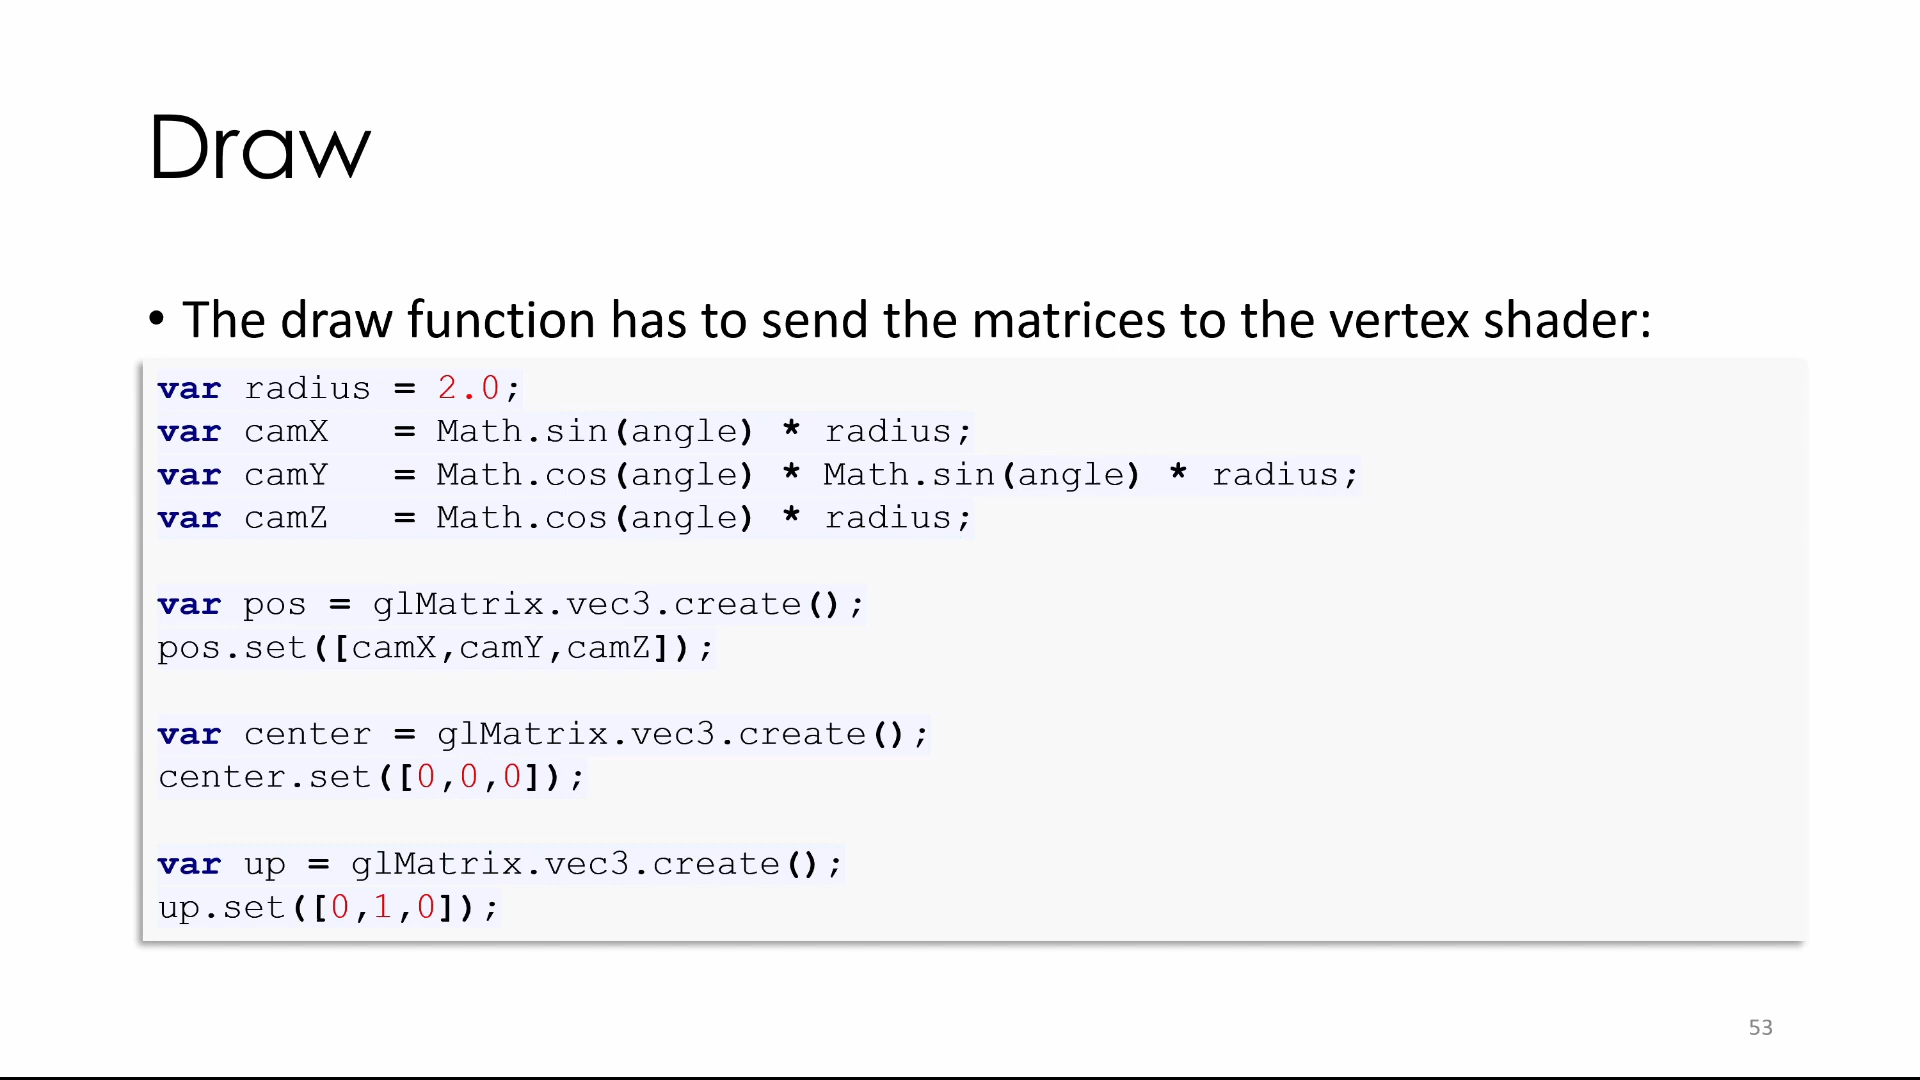 Draw
• The draw function has to send the matrices to the vertex shader:
var radius = 2.0;
var camX   = Math.sin(angle) * radius;
var camY   = Math.cos(angle) * Math.sin(angle) * radius;
var camZ   = Math.cos(angle) * radius;
var pos = glMatrix.vec3.create();
pos.set([camX,camY,camZ]);
var center = glMatrix.vec3.create();
center.set([0,0,0]);
var up = glMatrix.vec3.create();
up.set([0,1,0]);
53